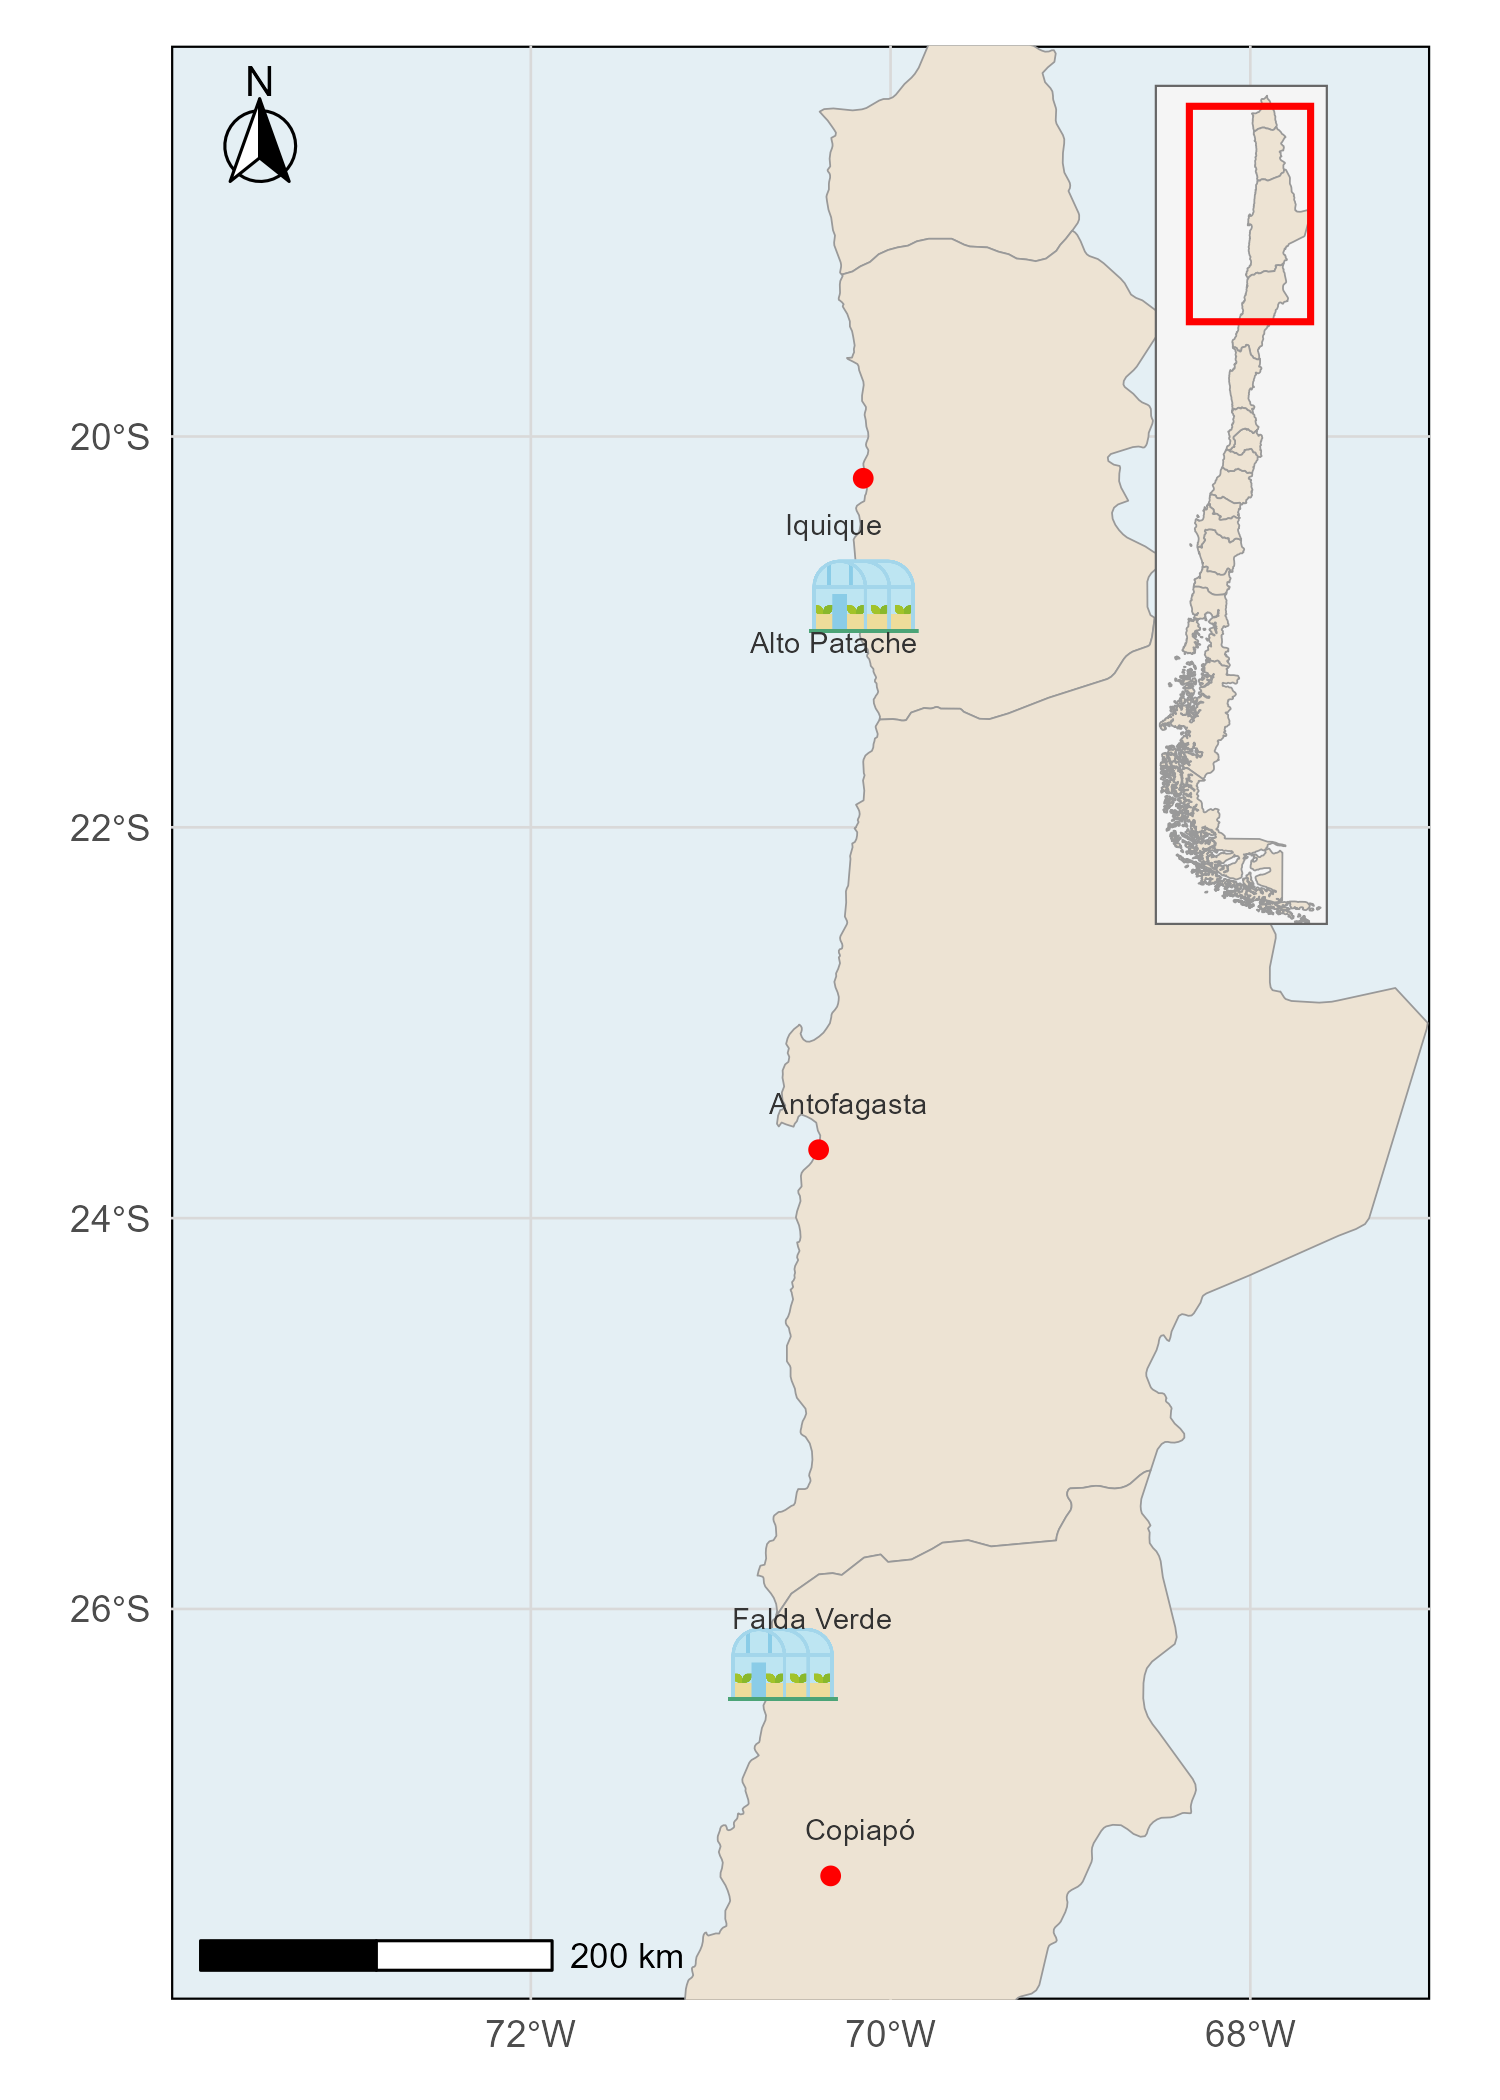 N
20°S
Iquique
Alto Patache
22°S
Antofagasta
24°S
26°S
Falda Verde
Copiapó
200 km
72°W
70°W
68°W